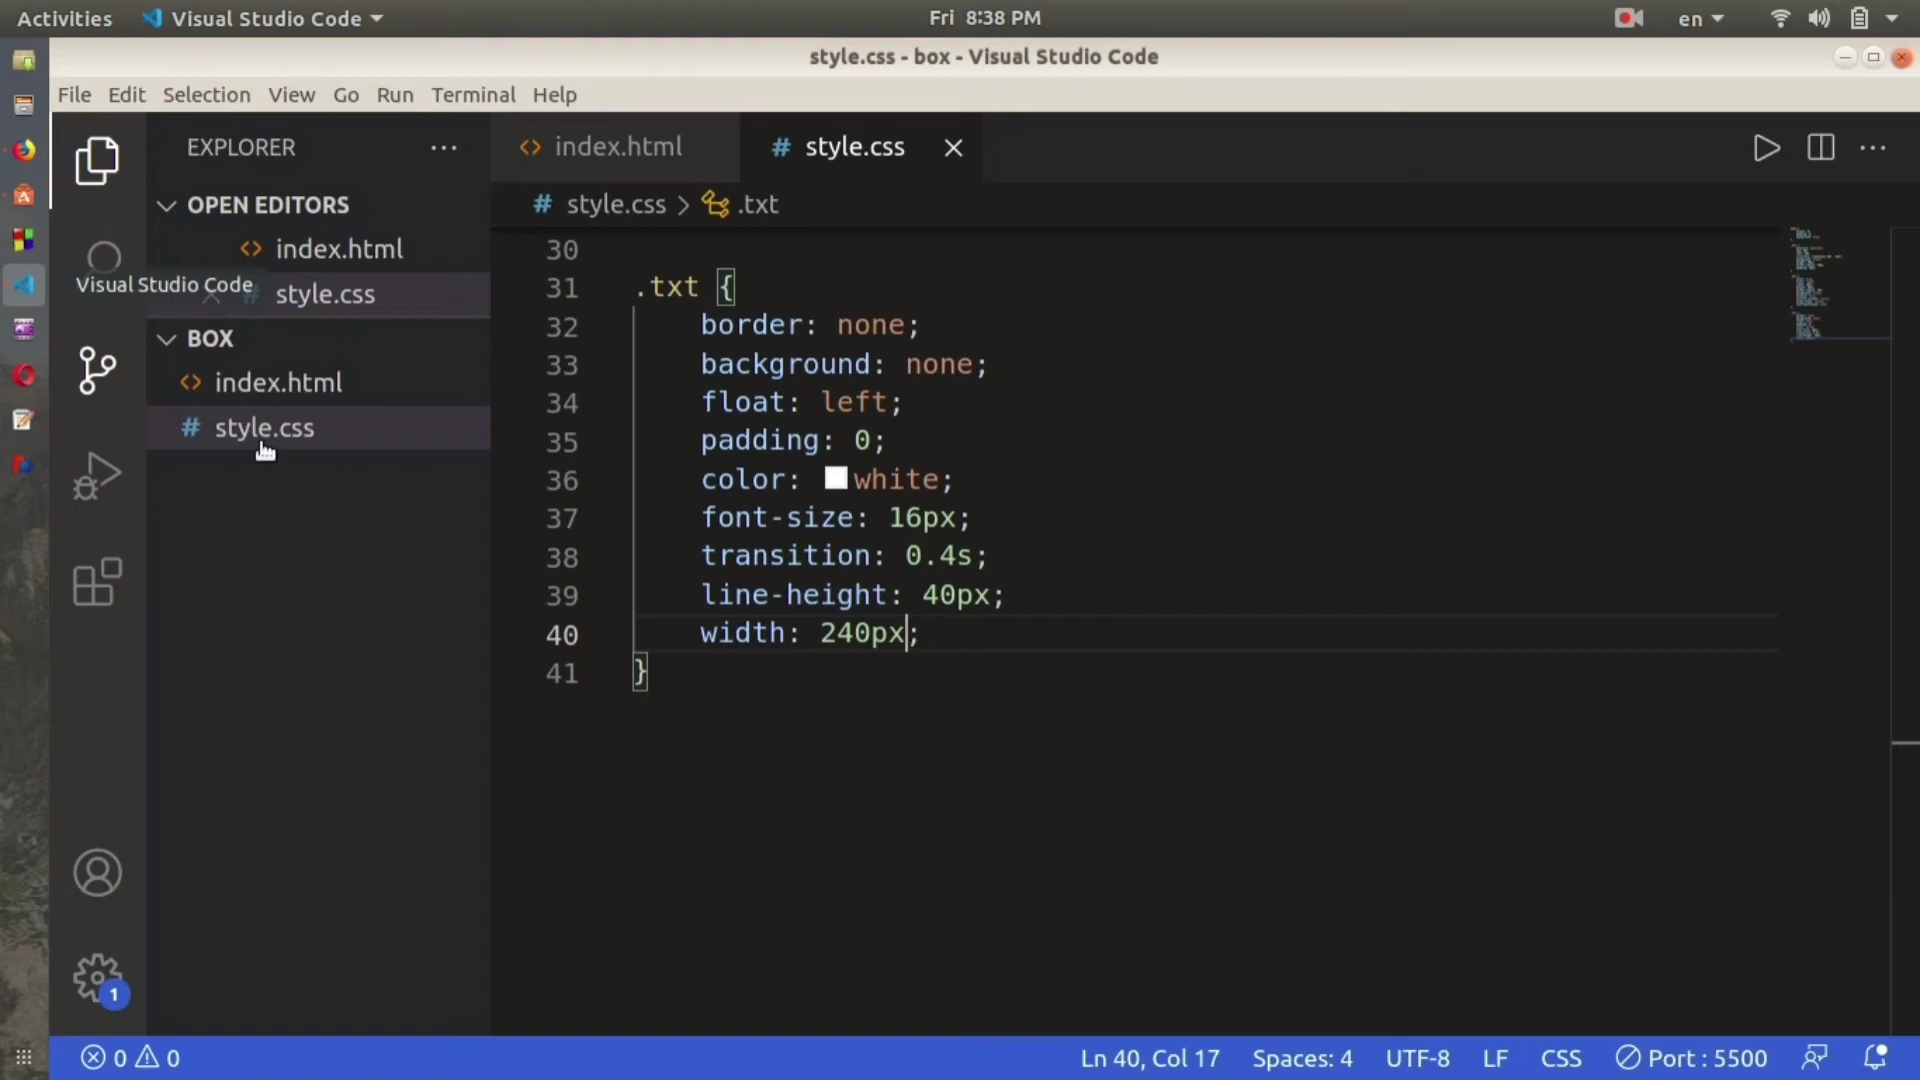 Activities Visual Studio Code Fri 8:38 PM en
style.css - box - Visual Studio Code
File Edit Selection View Go Run Terminal Help
EXPLORER ··· <> index.html # style.css ···
OPEN EDITORS
# style.css > .txt
<> index.html
Visual Studio Code
# style.css
BOX
<> index.html
# style.css
30
31 .txt {
32 border: none;
33 background: none;
34 float: left;
35 padding: 0;
36 color: white;
37 font-size: 16px;
38 transition: 0.4s;
39 line-height: 40px;
40 width: 240px;
41 }
1
0 0 Ln 40, Col 17 Spaces: 4 UTF-8 LF CSS Port : 5500